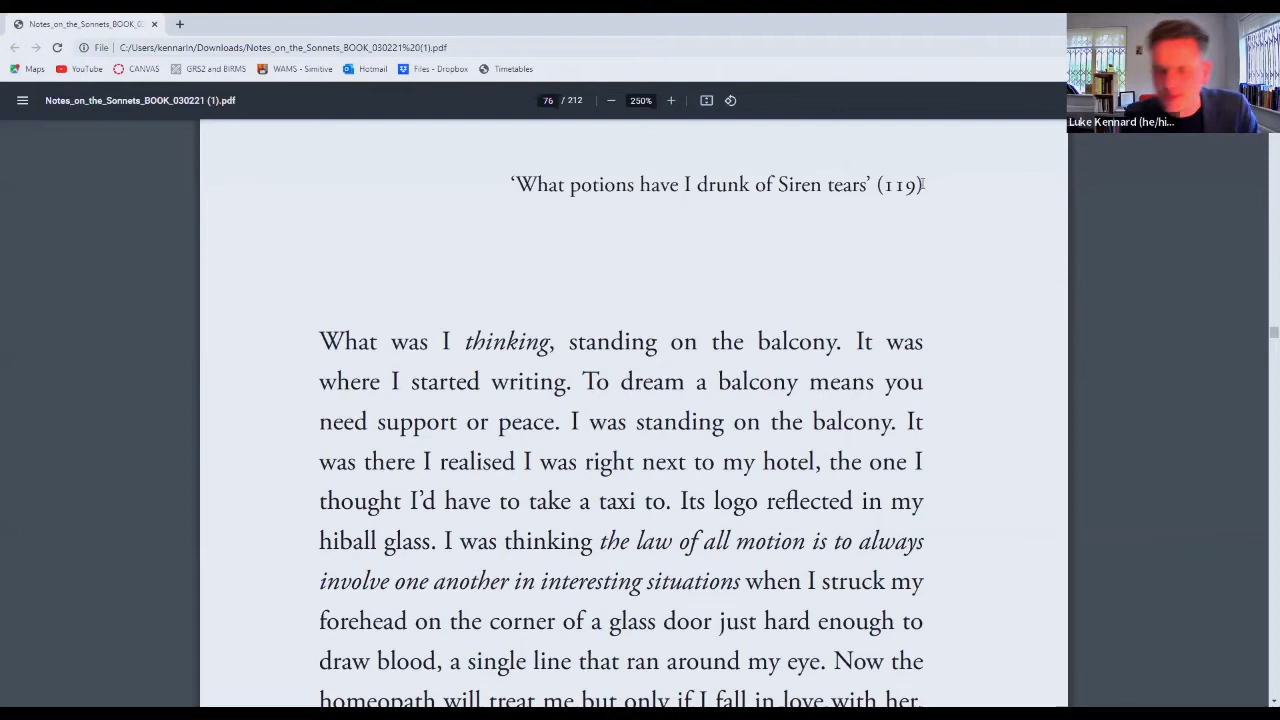 Notes_on_the_Sonnets_BOOK_03
File C:/Users/kennarin/Downloads/Notes_on_the_Sonnets_BOOK_030221%20(1).pdf
Maps YouTube CANVAS GRS2 and BIRMS WAMS - Simitive Hotmail Files - Dropbox Timetables
Notes_on_the_Sonnets_BOOK_030221 (1).pdf 76 / 212 250%
Luke Kennard (he/hi...
‘What potions have I drunk of Siren tears’ (119)
What was I thinking, standing on the balcony. It was
where I started writing. To dream a balcony means you
need support or peace. I was standing on the balcony. It
was there I realised I was right next to my hotel, the one I
thought I’d have to take a taxi to. Its logo reflected in my
hiball glass. I was thinking the law of all motion is to always
involve one another in interesting situations when I struck my
forehead on the corner of a glass door just hard enough to
draw blood, a single line that ran around my eye. Now the
homeopath will treat me but only if I fall in love with her.